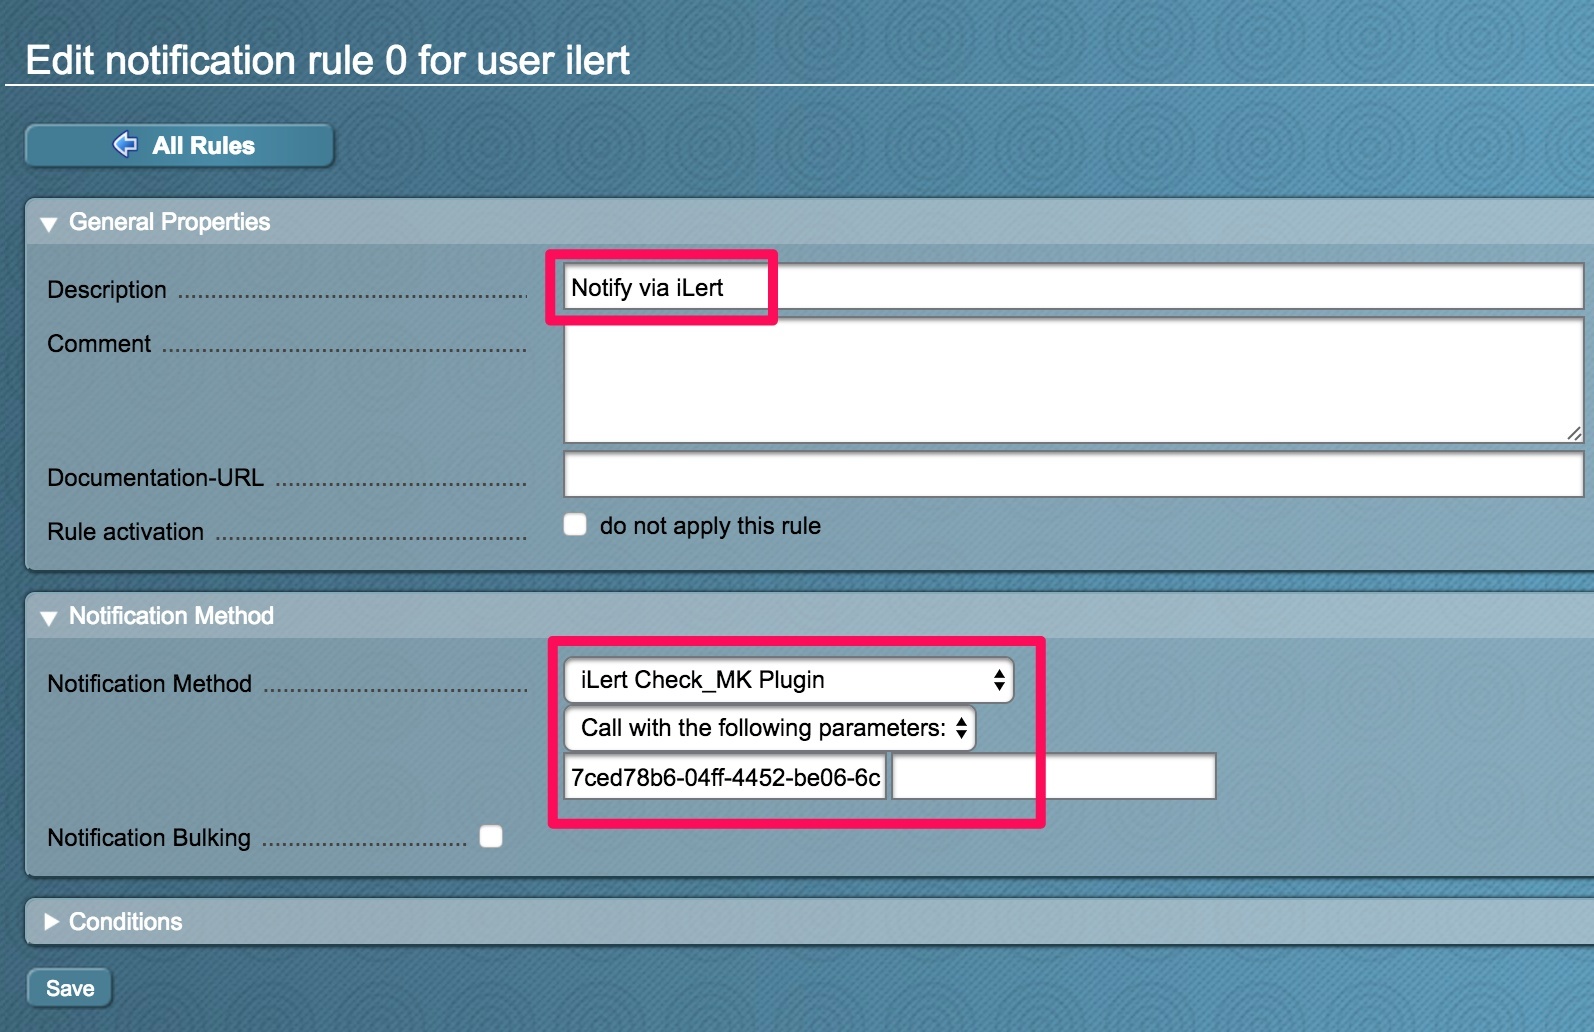 Edit notification rule 0 for user ilert
All Rules
General Properties
Description
Notify via iLert
Comment
Documentation-URL
Rule activation
do not apply this rule
Notification Method
Notification Method
iLert Check_MK Plugin
Call with the following parameters:
7ced78b6-04ff-4452-be06-6c
Notification Bulking
Conditions
Save